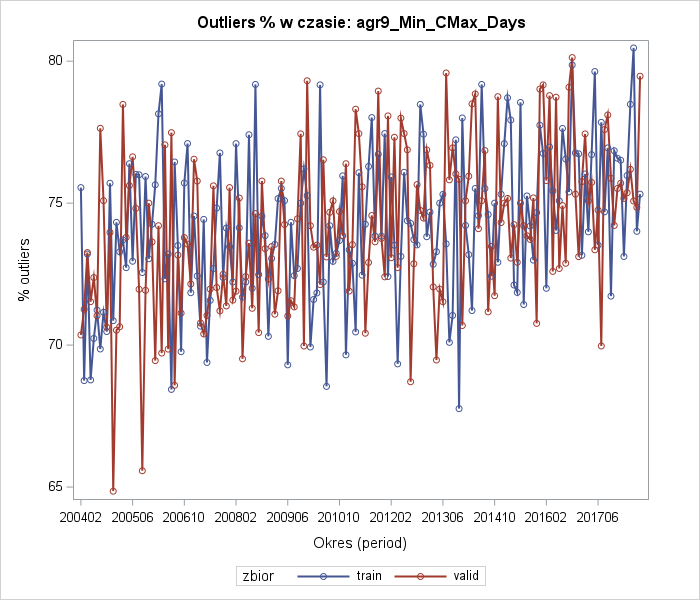 Outliers % w czasie: agr9_Min_CMax_Days
% outliers
80
75
70
65
200402 200506 200610 200802 200906 201010 201202 201306 201410 201602 201706
Okres (period)
zbior train valid